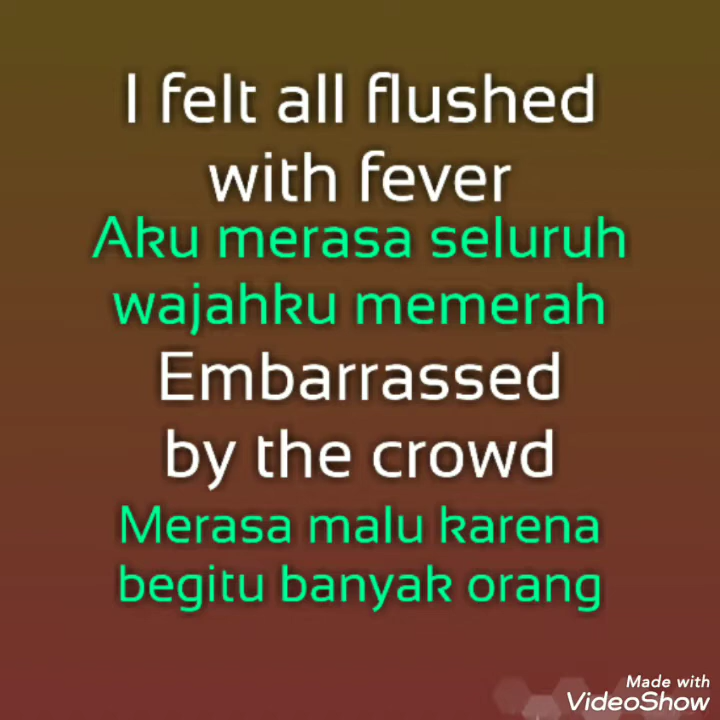 I felt all flushed
with fever
Aku merasa seluruh
wajahku memerah
Embarrassed
by the crowd
Merasa malu karena
begitu banyak orang
Made with
VideoShow